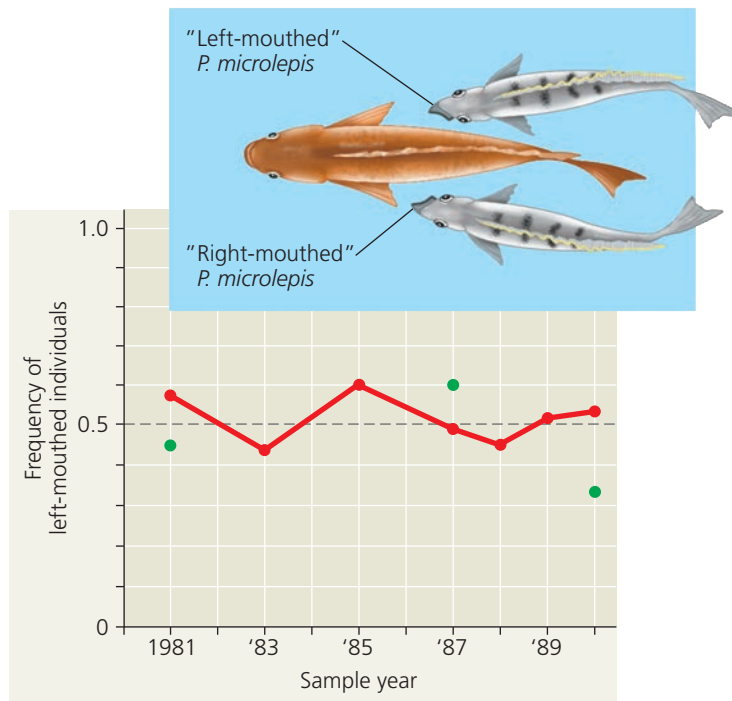 "Left-mouthed"
P. microlepis
"Right-mouthed"
P. microlepis
1.0
0.5
0
Frequency of
left-mouthed individuals
1981 ‘83 ‘85 ‘87 ‘89
Sample year